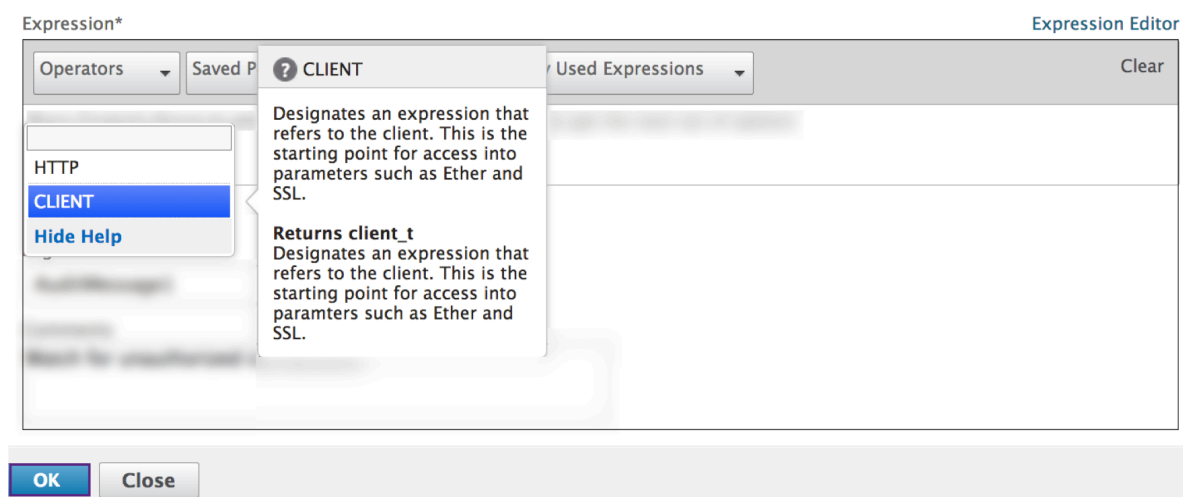 Expression*
Expression Editor
Operators
Saved P
Used Expressions
Clear
? CLIENT
Designates an expression that
refers to the client. This is the
starting point for access into
parameters such as Ether and
SSL.
Returns client_t
Designates an expression that
refers to the client. This is the
starting point for access into
paramters such as Ether and
SSL.
HTTP
CLIENT
Hide Help
OK
Close